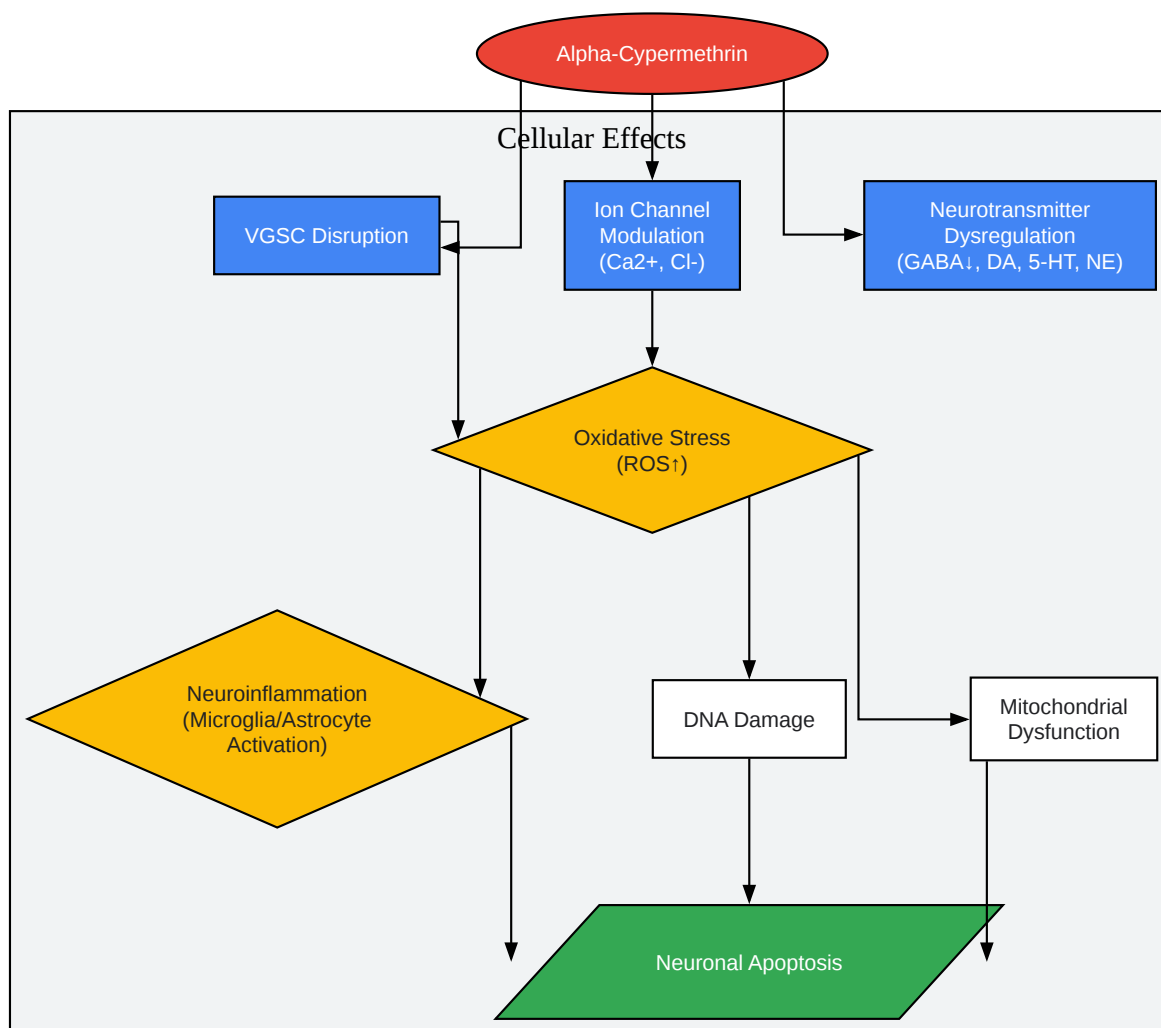 Alpha-Cypermethrin
Cellular Effects
VGSC Disruption
Ion Channel
Modulation
(Ca2+, Cl-)
Neurotransmitter
Dysregulation
(GABA↓, DA, 5-HT, NE)
Oxidative Stress
(ROS↑)
Neuroinflammation
(Microglia/Astrocyte
Activation)
DNA Damage
Mitochondrial
Dysfunction
Neuronal Apoptosis